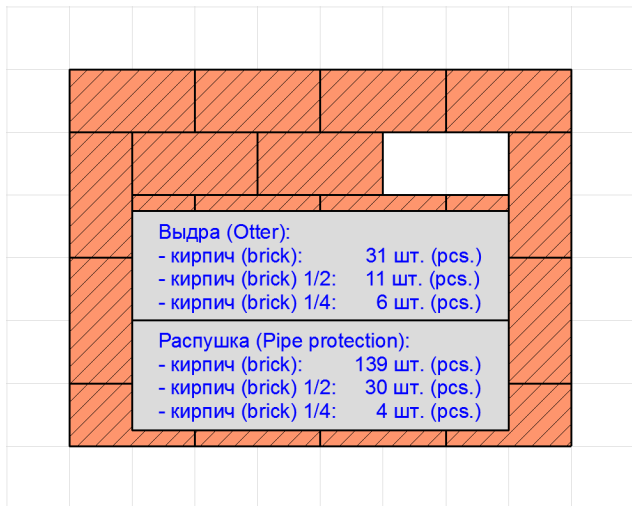 Выдра (Otter):
- кирпич (brick): 31 шт. (pcs.)
- кирпич (brick) 1/2: 11 шт. (pcs.)
- кирпич (brick) 1/4: 6 шт. (pcs.)
Распушка (Pipe protection):
- кирпич (brick): 139 шт. (pcs.)
- кирпич (brick) 1/2: 30 шт. (pcs.)
- кирпич (brick) 1/4: 4 шт. (pcs.)